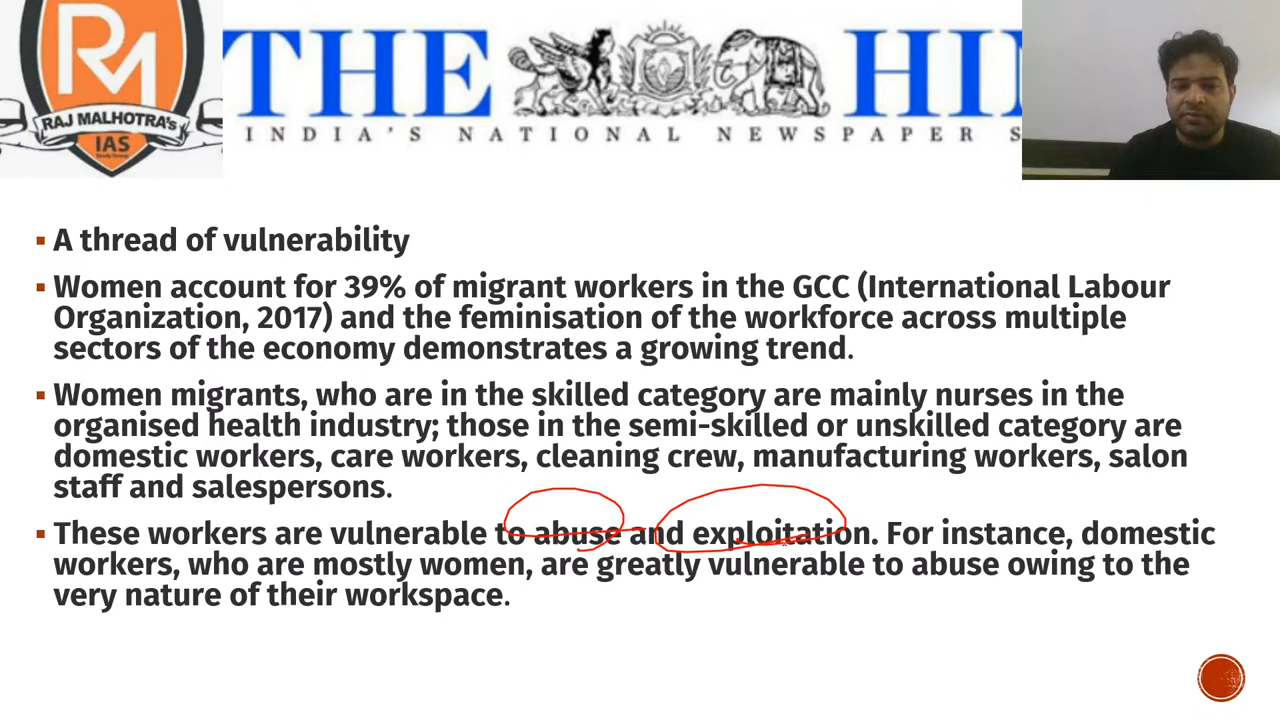 RM
RAJ MALHOTRA'S
IAS
Study Group
THE HI
INDIA'S NATIONAL NEWSPAPER S
▪ A thread of vulnerability
▪ Women account for 39% of migrant workers in the GCC (International Labour
Organization, 2017) and the feminisation of the workforce across multiple
sectors of the economy demonstrates a growing trend.
▪ Women migrants, who are in the skilled category are mainly nurses in the
organised health industry; those in the semi-skilled or unskilled category are
domestic workers, care workers, cleaning crew, manufacturing workers, salon
staff and salespersons.
▪ These workers are vulnerable to abuse and exploitation. For instance, domestic
workers, who are mostly women, are greatly vulnerable to abuse owing to the
very nature of their workspace.